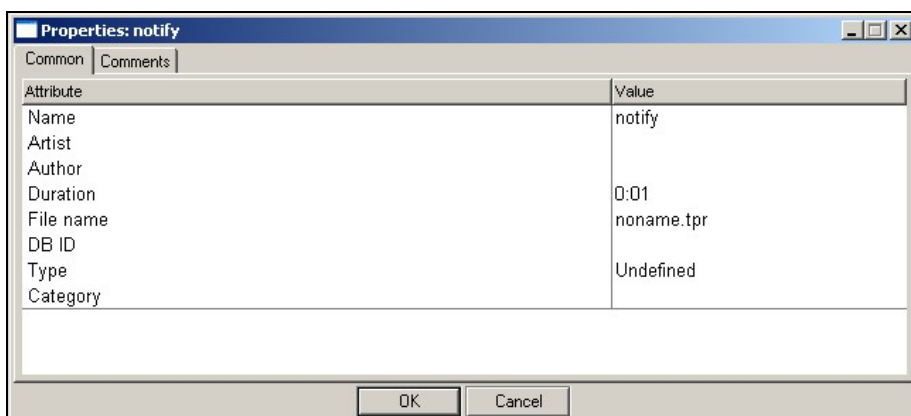 Properties: notify
Common Comments
Attribute Value
Name notify
Artist
Author
Duration 0:01
File name noname.tpr
DB ID
Type Undefined
Category
OK Cancel